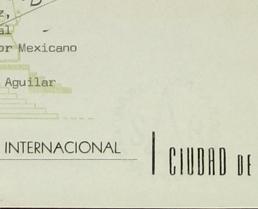 z,
al
or Mexicano
Aguilar
INTERNACIONAL
CIUDAD DE